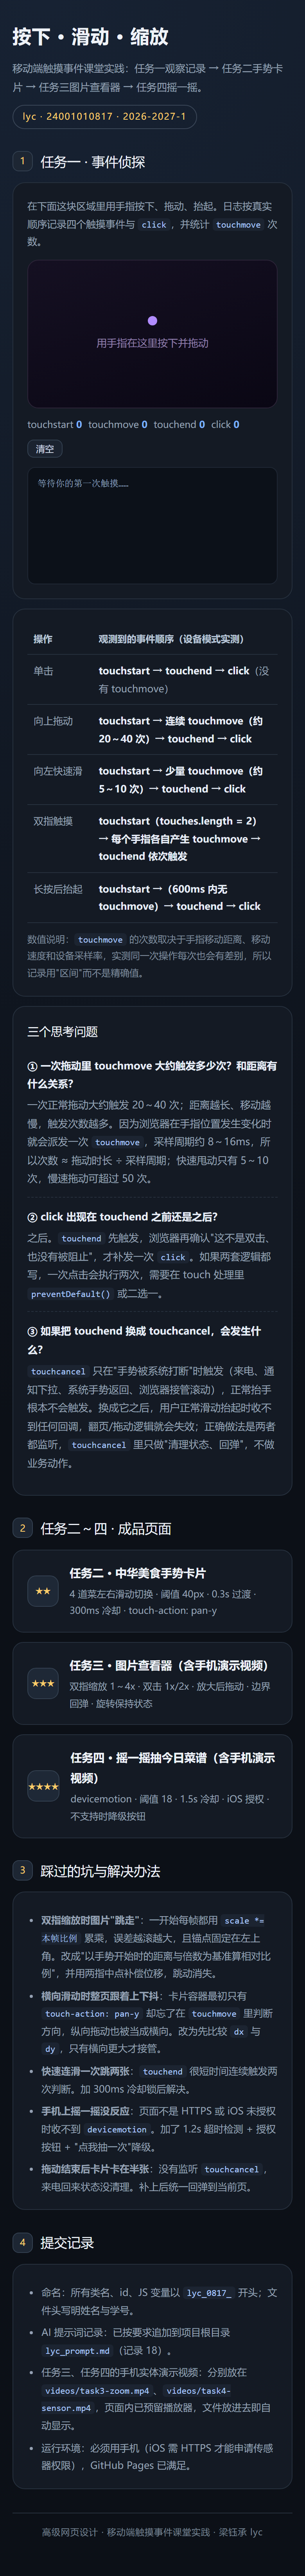 按下・滑动・缩放
移动端触摸事件课堂实践：任务一观察记录 → 任务二手势卡
片 → 任务三图片查看器 → 任务四摇一摇。
lyc · 24001010817 · 2026-2027-1
1 任务一 · 事件侦探
在下面这块区域里用手指按下、拖动、抬起。日志按真实
顺序记录四个触摸事件与 click，并统计 touchmove 次
数。
用手指在这里按下并拖动
touchstart 0 touchmove 0 touchend 0 click 0
清空
等待你的第一次触摸……
操作 观测到的事件顺序（设备模式实测）
单击 touchstart → touchend → click（没
有 touchmove）
向上拖动 touchstart → 连续 touchmove（约
20～40 次）→ touchend → click
向左快速滑 touchstart → 少量 touchmove（约
5～10 次）→ touchend → click
双指触摸 touchstart（touches.length = 2）
→ 每个手指各自产生 touchmove →
touchend 依次触发
长按后抬起 touchstart →（600ms 内无
touchmove）→ touchend → click
数值说明：touchmove 的次数取决于手指移动距离、移动
速度和设备采样率，实测同一次操作每次也会有差别，所以
记录用"区间"而不是精确值。
三个思考问题
① 一次拖动里 touchmove 大约触发多少次？和距离有
什么关系？
一次正常拖动大约触发 20～40 次；距离越长、移动越
慢，触发次数越多。因为浏览器在手指位置发生变化时
就会派发一次 touchmove，采样周期约 8～16ms，所
以次数 ≈ 拖动时长 ÷ 采样周期；快速甩动只有 5～10
次，慢速拖动可超过 50 次。
② click 出现在 touchend 之前还是之后？
之后。touchend 先触发，浏览器再确认"这不是双击、
也没有被阻止"，才补发一次 click。如果两套逻辑都
写，一次点击会执行两次，需要在 touch 处理里
preventDefault() 或二选一。
③ 如果把 touchend 换成 touchcancel，会发生什
么？
touchcancel 只在"手势被系统打断"时触发（来电、通
知下拉、系统手势返回、浏览器接管滚动），正常抬手
根本不会触发。换成它之后，用户正常滑动抬起时收不
到任何回调，翻页/拖动逻辑就会失效；正确做法是两者
都监听，touchcancel 里只做"清理状态、回弹"，不做
业务动作。
2 任务二～四 · 成品页面
★★ 任务二・中华美食手势卡片
4 道菜左右滑动切换 · 阈值 40px · 0.3s 过渡 ·
300ms 冷却 · touch-action: pan-y
★★★ 任务三・图片查看器（含手机演示视频）
双指缩放 1～4x · 双击 1x/2x · 放大后拖动 · 边界
回弹 · 旋转保持状态
★★★★ 任务四・摇一摇抽今日菜谱（含手机演示
视频）
devicemotion · 阈值 18 · 1.5s 冷却 · iOS 授权 ·
不支持时降级按钮
3 踩过的坑与解决办法
• 双指缩放时图片"跳走"：一开始每帧都用 scale *=
本帧比例 累乘，误差越滚越大，且锚点固定在左上
角。改成"以手势开始时的距离与倍数为基准算相对比
例"，并用两指中点补偿位移，跳动消失。
• 横向滑动时整页跟着上下抖：卡片容器最初只有
touch-action: pan-y 却忘了在 touchmove 里判断
方向，纵向拖动也被当成横向。改为先比较 dx 与
dy，只有横向更大才接管。
• 快速连滑一次跳两张：touchend 很短时间连续触发两
次判断。加 300ms 冷却锁后解决。
• 手机上摇一摇没反应：页面不是 HTTPS 或 iOS 未授权
时收不到 devicemotion。加了 1.2s 超时检测 + 授权
按钮 + "点我抽一次"降级。
• 拖动结束后卡片卡在半张：没有监听 touchcancel，
来电回来状态没清理。补上后统一回弹到当前页。
4 提交记录
• 命名：所有类名、id、JS 变量以 lyc_0817_ 开头；文
件头写明姓名与学号。
• AI 提示词记录：已按要求追加到项目根目录
lyc_prompt.md（记录 18）。
• 任务三、任务四的手机实体演示视频：分别放在
videos/task3-zoom.mp4、videos/task4-
sensor.mp4，页面内已预留播放器，文件放进去即自
动显示。
• 运行环境：必须用手机（iOS 需 HTTPS 才能申请传感
器权限），GitHub Pages 已满足。
高级网页设计 · 移动端触摸事件课堂实践 · 梁钰承 lyc